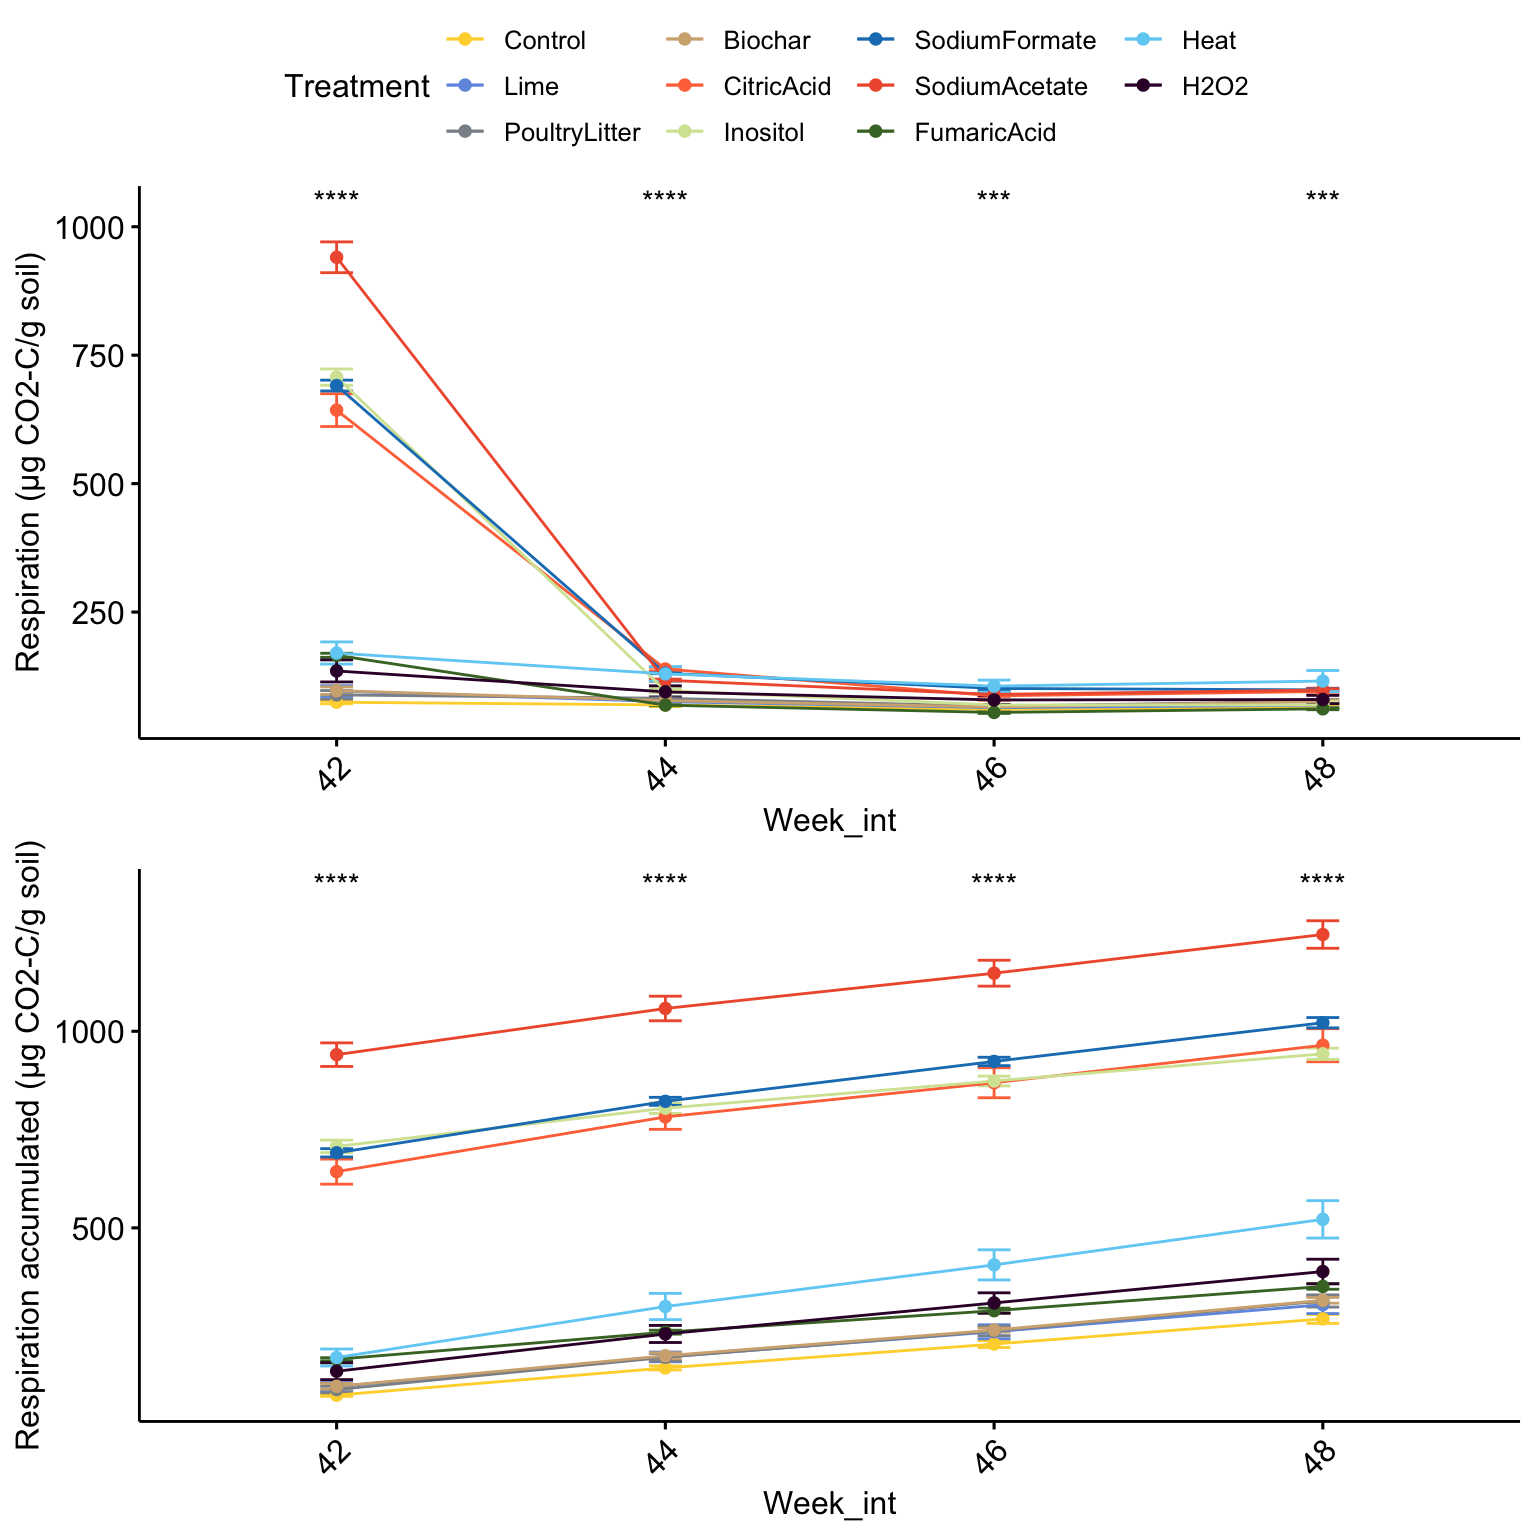 Treatment
Control
Biochar
SodiumFormate
Heat
Lime
CitricAcid
SodiumAcetate
H2O2
PoultryLitter
Inositol
FumaricAcid
Respiration (µg CO2-C/g soil)
**** **** *** ***
1000
750
500
250
42 44 46 48
Week_int
Respiration accumulated (µg CO2-C/g soil)
**** **** **** ****
1000
500
42 44 46 48
Week_int